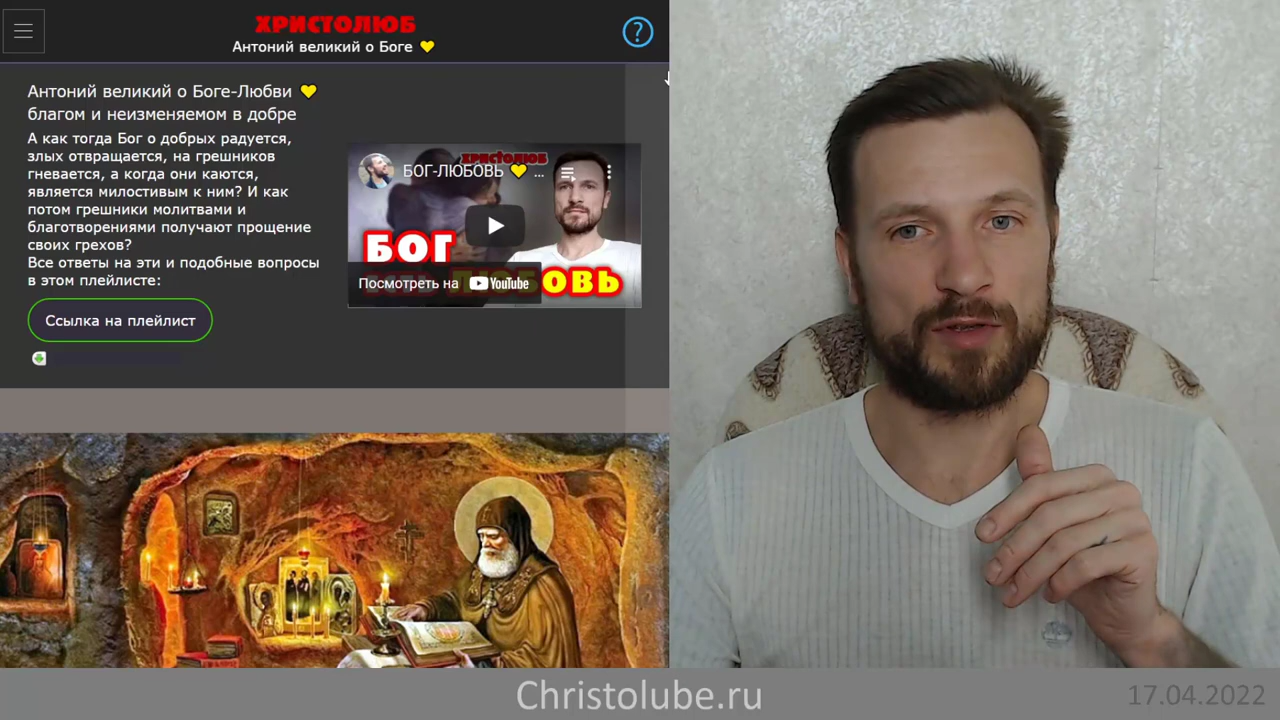 ХРИСТОЛЮБ
Антоний великий о Боге 💛
?
Антоний великий о Боге-Любви 💛
благом и неизменяемом в добре
А как тогда Бог о добрых радуется,
злых отвращается, на грешников
гневается, а когда они каются,
является милостивым к ним? И как
потом грешники молитвами и
благотворениями получают прощение
своих грехов?
Все ответы на эти и подобные вопросы
в этом плейлисте:
Ссылка на плейлист
ХРИСТОЛЮБ
БОГ-ЛЮБОВЬ 💛 ...
БОГ
ЕСТЬ ЛЮБОВЬ
Посмотреть на YouTube
Christolube.ru
17.04.2022